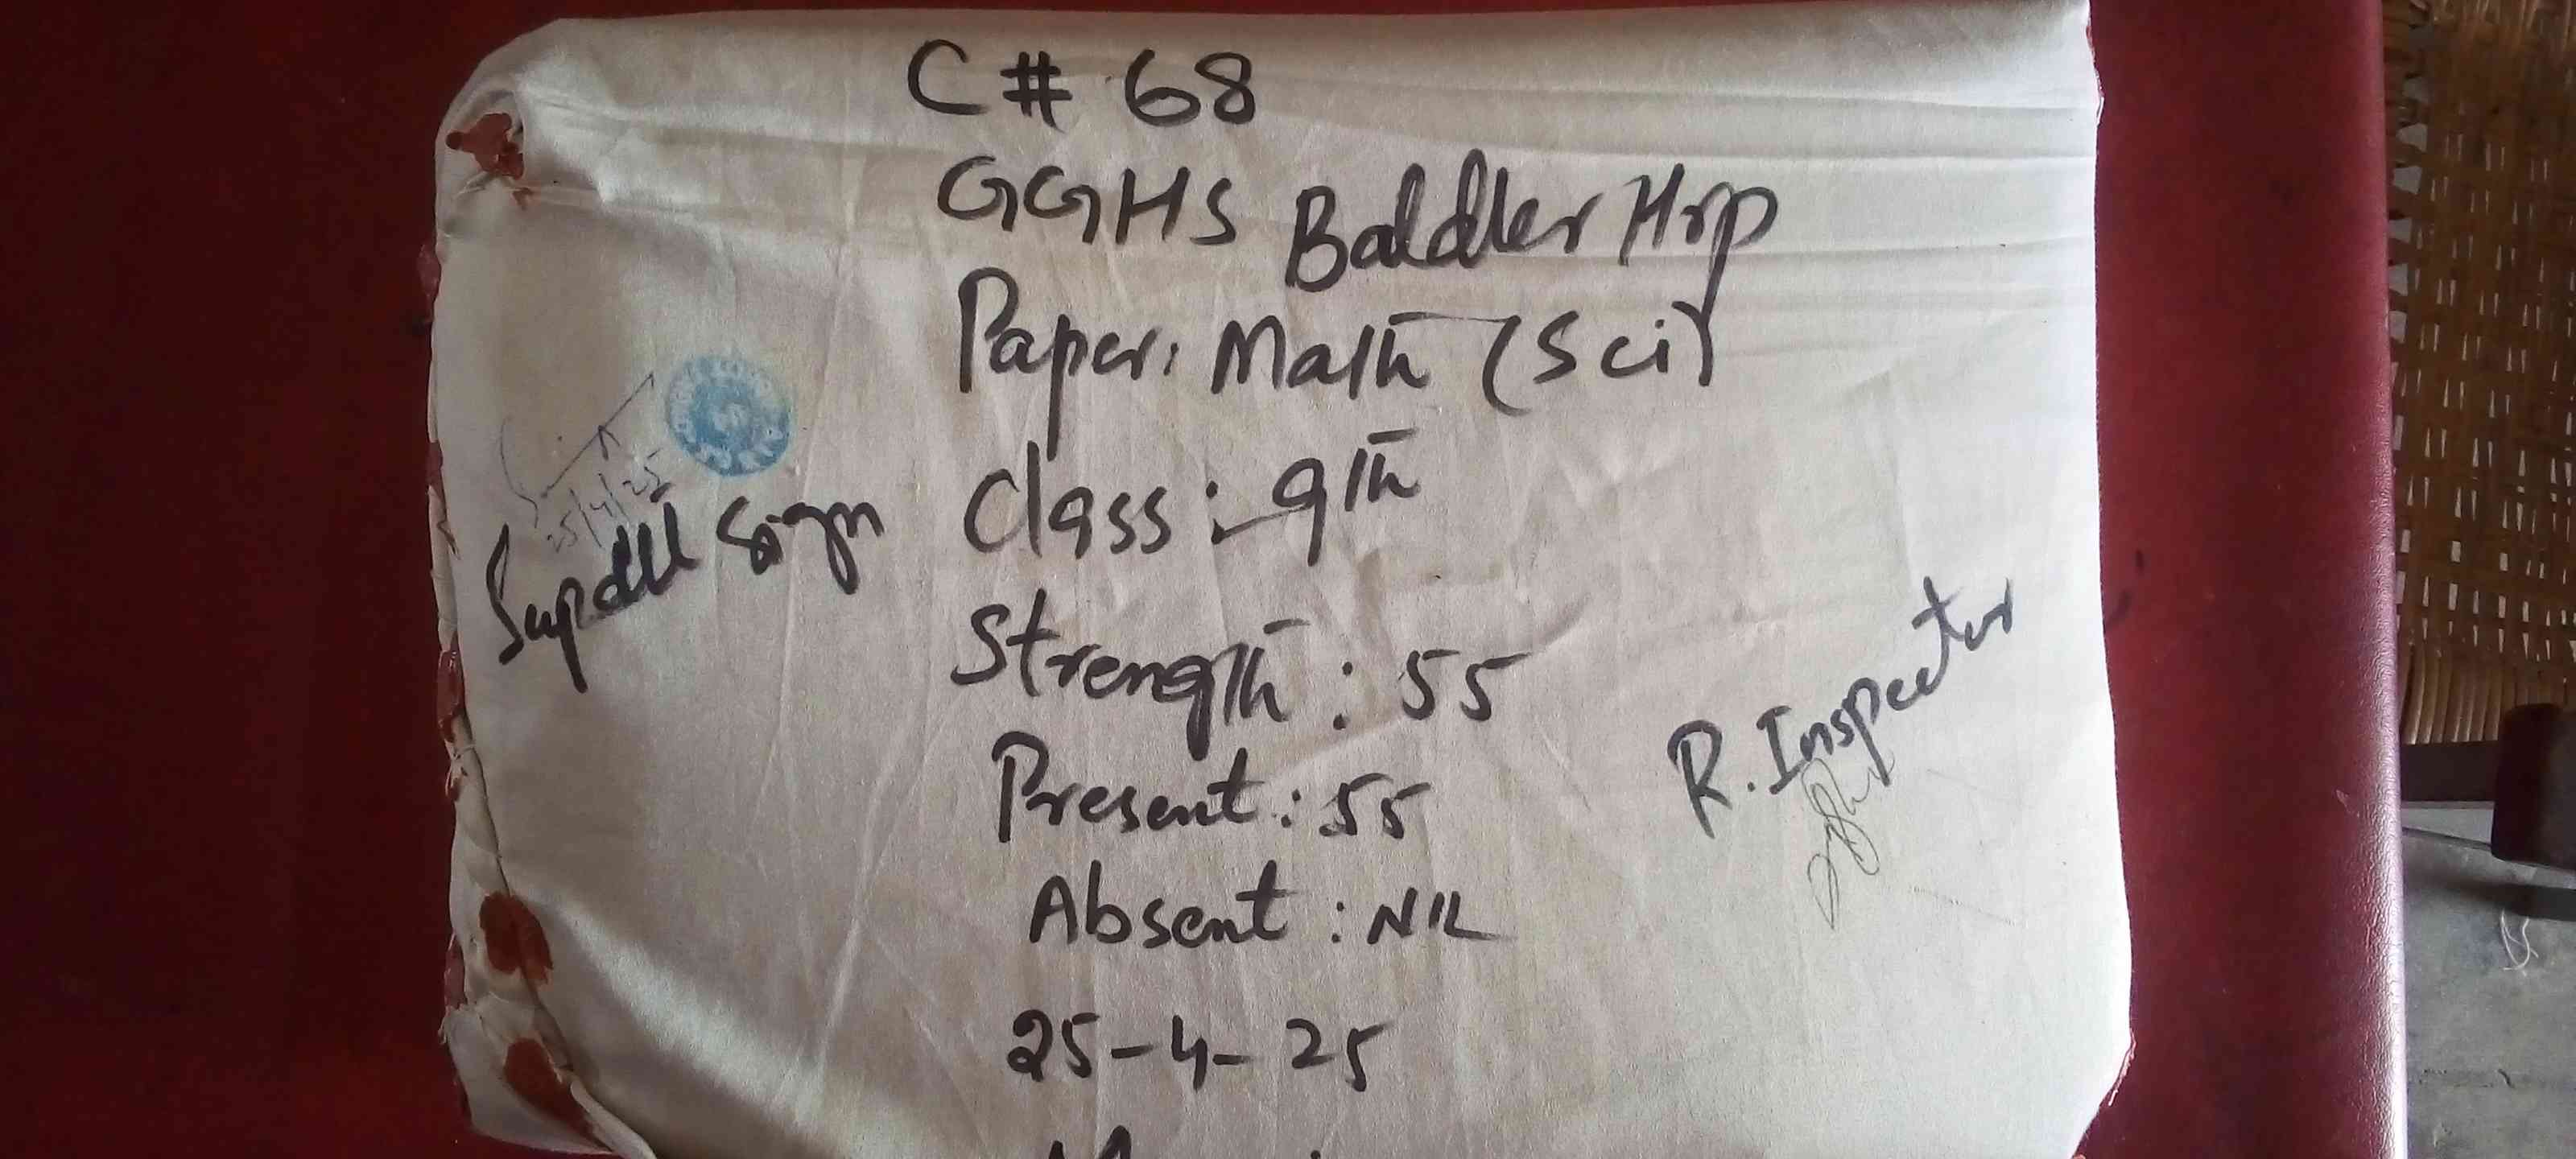 C # 68
GGHS Baldher Hrp
Paper: Math (Sci)
Class: 9th
25/4/25
Supdtt Sign
Strength: 55
Present: 55
R. Inspector
Absent: NIL
25-4-25